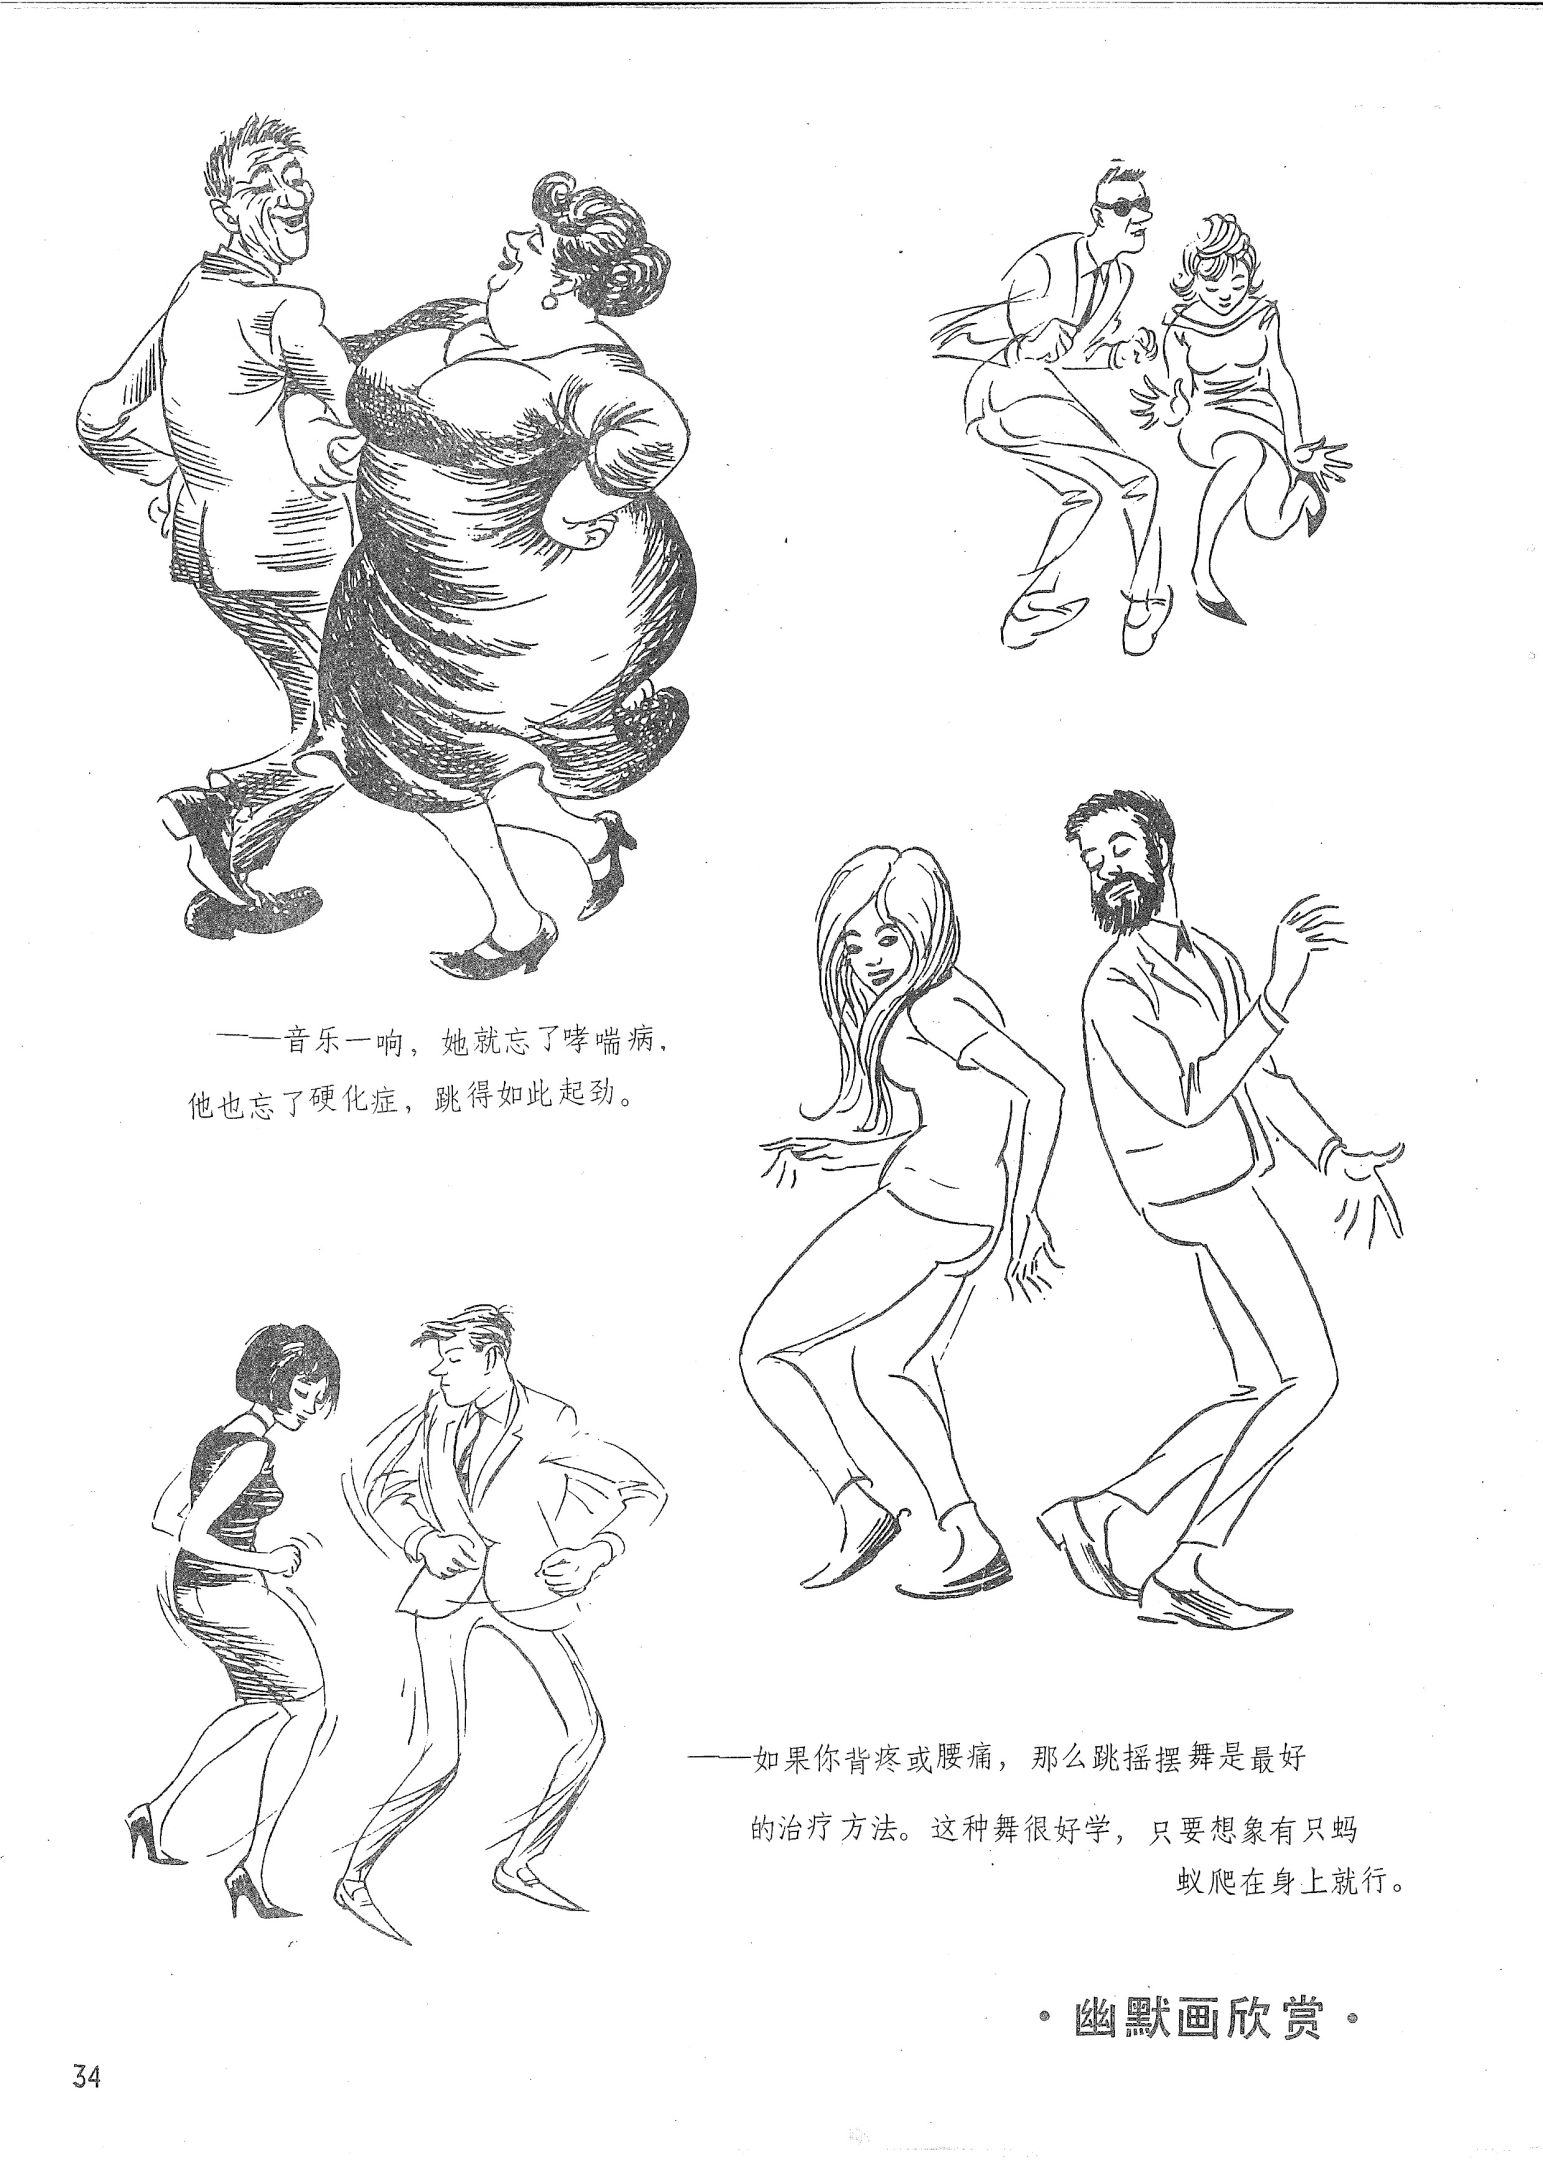 ——音乐一响，她就忘了哮喘病，
他也忘了硬化症，跳得如此起劲。
——如果你背疼或腰痛，那么跳摇摆舞是最好
的治疗方法。这种舞很好学，只要想象有只蚂
蚁爬在身上就行。
·幽默画欣赏·
34